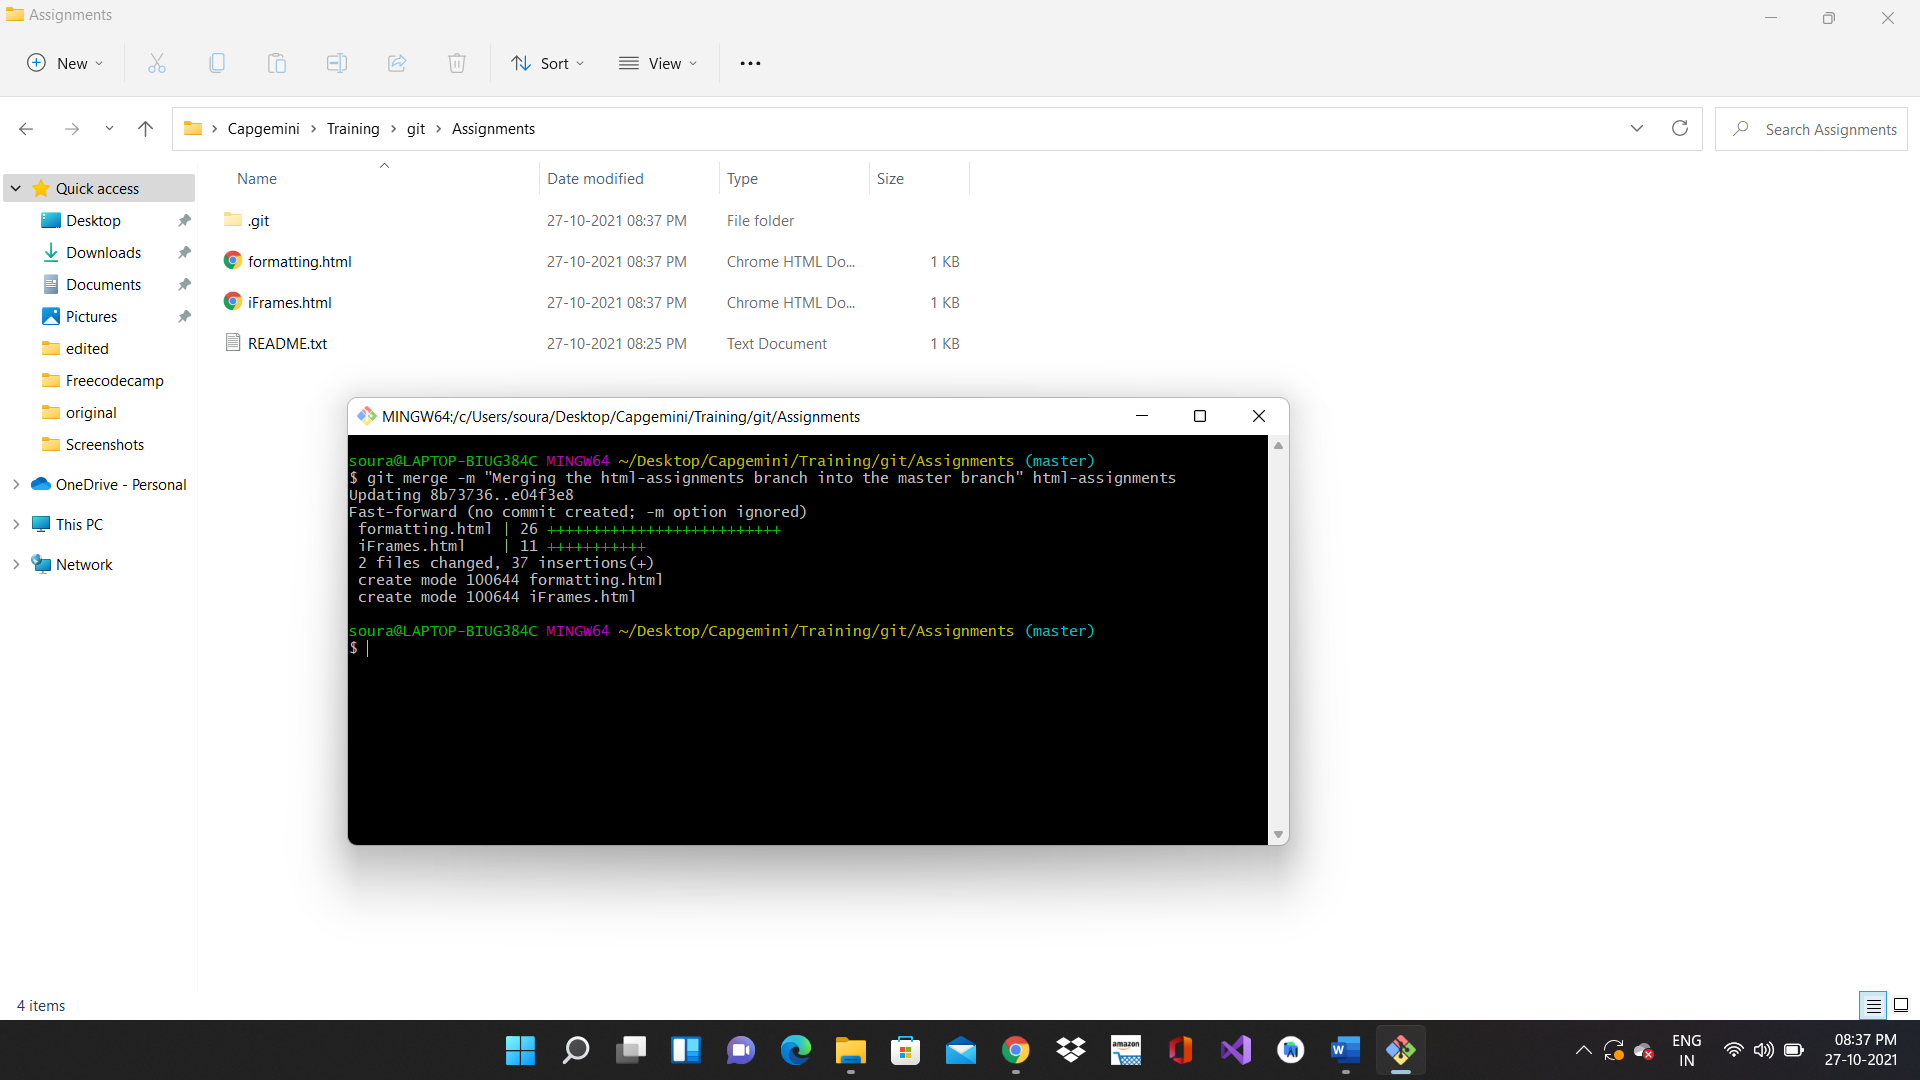 Assignments
New
Sort
View
Capgemini > Training > git > Assignments
Search Assignments
Name Date modified Type Size
.git 27-10-2021 08:37 PM File folder
formatting.html 27-10-2021 08:37 PM Chrome HTML Do... 1 KB
iFrames.html 27-10-2021 08:37 PM Chrome HTML Do... 1 KB
README.txt 27-10-2021 08:25 PM Text Document 1 KB
Quick access
Desktop
Downloads
Documents
Pictures
edited
Freecodecamp
original
Screenshots
OneDrive - Personal
This PC
Network
MINGW64:/c/Users/soura/Desktop/Capgemini/Training/git/Assignments
soura@LAPTOP-BIUG384C MINGW64 ~/Desktop/Capgemini/Training/git/Assignments (master)
$ git merge -m "Merging the html-assignments branch into the master branch" html-assignments
Updating 8b73736..e04f3e8
Fast-forward (no commit created; -m option ignored)
formatting.html | 26 ++++++++++++++++++++++++++
iFrames.html | 11 +++++++++++
2 files changed, 37 insertions(+)
create mode 100644 formatting.html
create mode 100644 iFrames.html
soura@LAPTOP-BIUG384C MINGW64 ~/Desktop/Capgemini/Training/git/Assignments (master)
$
4 items
amazon
W
ENG
IN
08:37 PM
27-10-2021